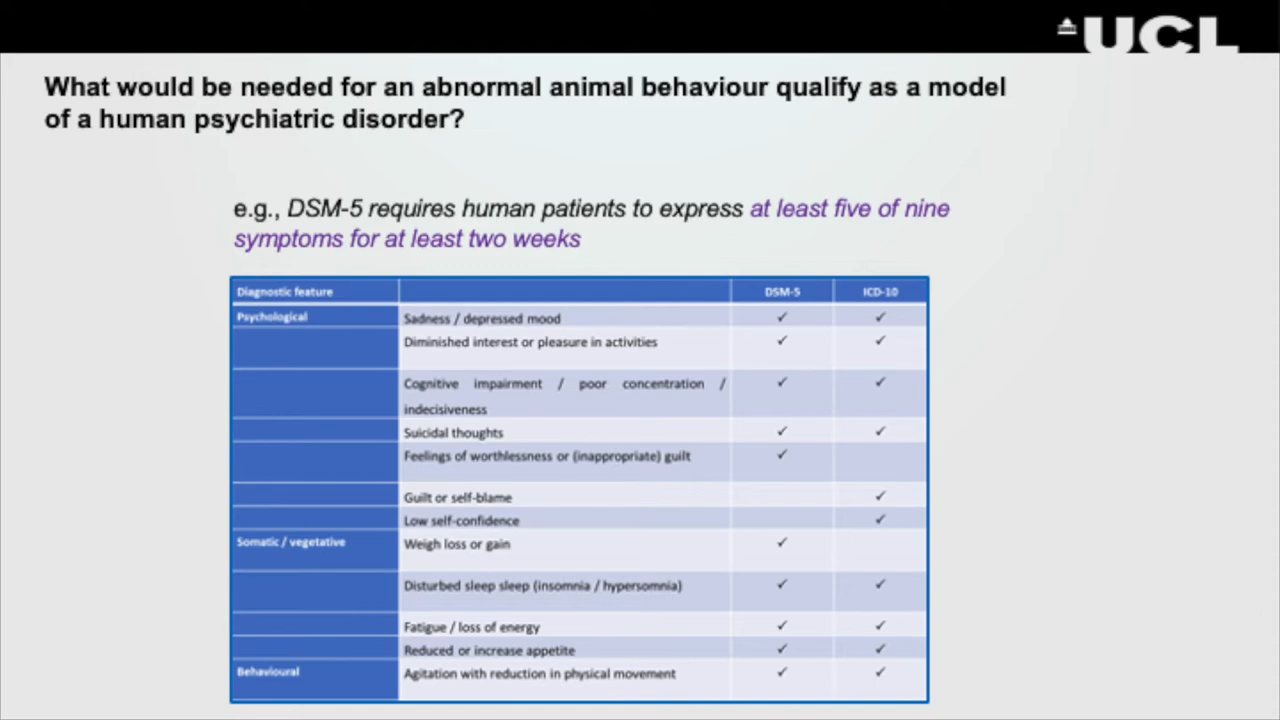 UCL
What would be needed for an abnormal animal behaviour qualify as a model
of a human psychiatric disorder?
e.g., DSM-5 requires human patients to express at least five of nine
symptoms for at least two weeks
Diagnostic feature DSM-5 ICD-10
Psychological Sadness / depressed mood ✓ ✓
Diminished interest or pleasure in activities ✓ ✓
Cognitive impairment / poor concentration / ✓ ✓
indecisiveness
Suicidal thoughts ✓ ✓
Feelings of worthlessness or (inappropriate) guilt ✓
Guilt or self-blame ✓
Low self-confidence ✓
Somatic / vegetative Weigh loss or gain ✓
Disturbed sleep sleep (insomnia / hypersomnia) ✓ ✓
Fatigue / loss of energy ✓ ✓
Reduced or increase appetite ✓ ✓
Behavioural Agitation with reduction in physical movement ✓ ✓